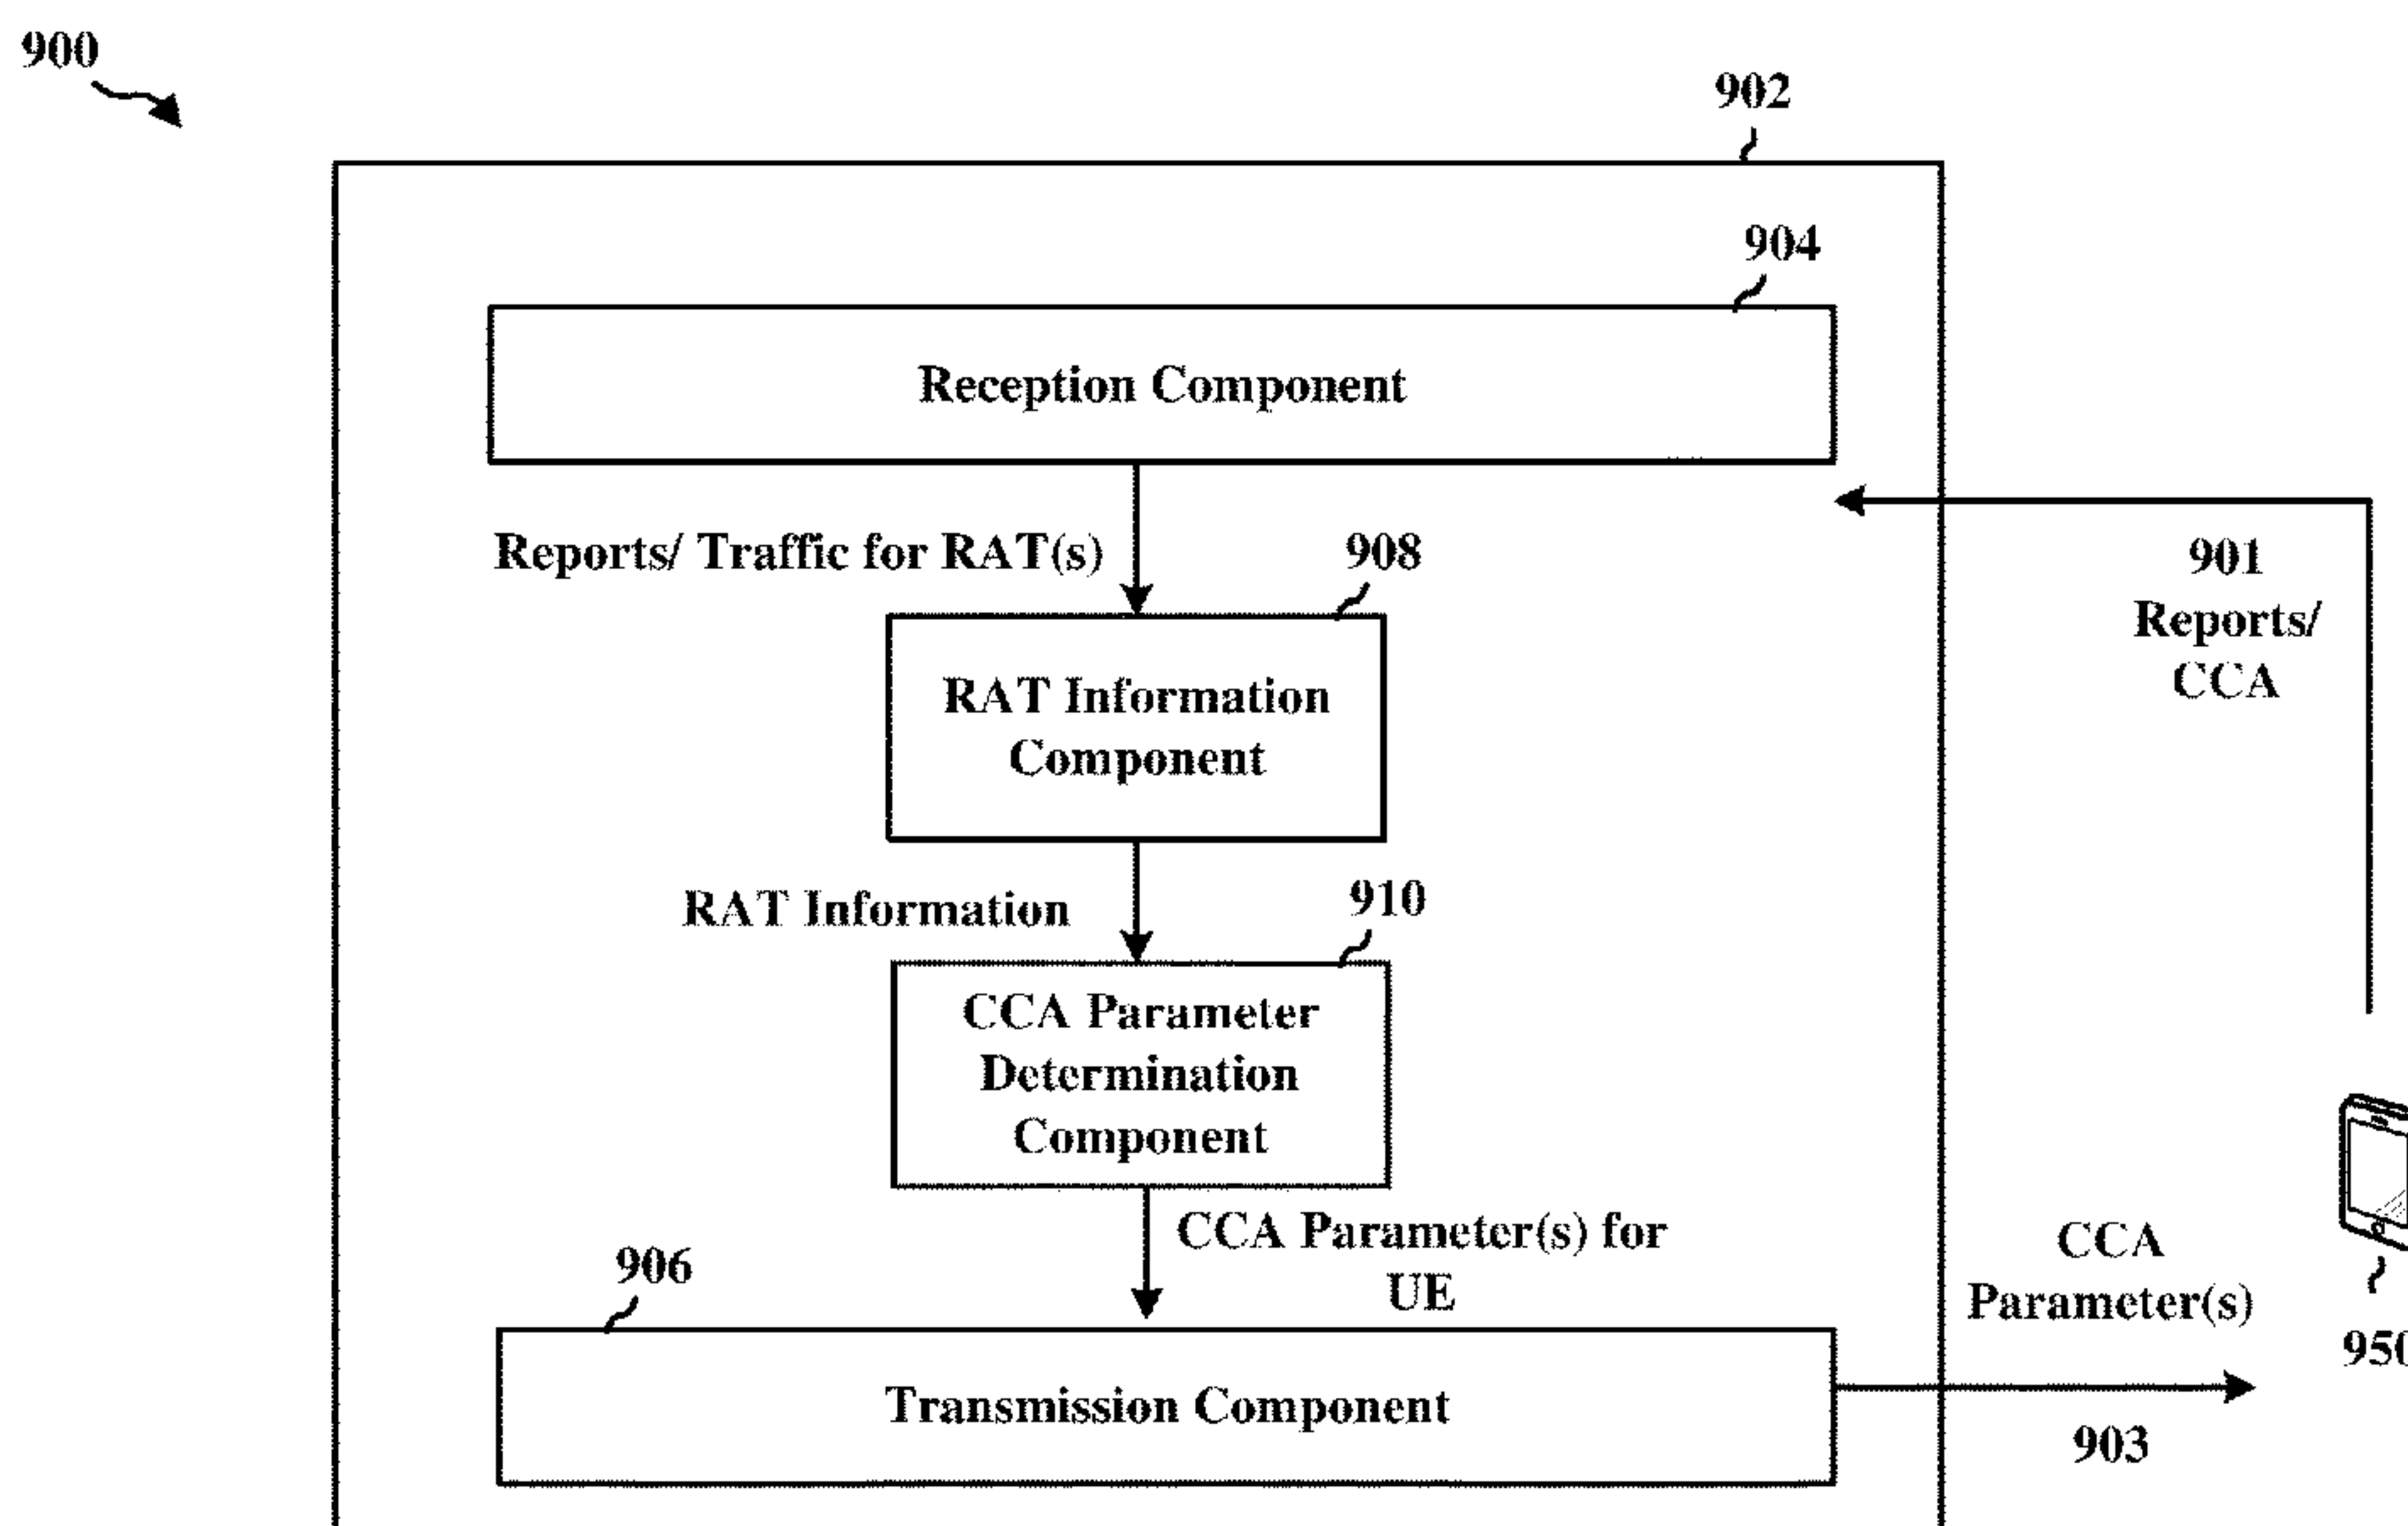 900
902
904
Reception Component
Reports/ Traffic for RAT(s)
908
901
Reports/
CCA
RAT Information
Component
RAT Information
910
CCA Parameter
Determination
Component
CCA Parameter(s) for
UE
906
CCA
Parameter(s)
950
Transmission Component
903